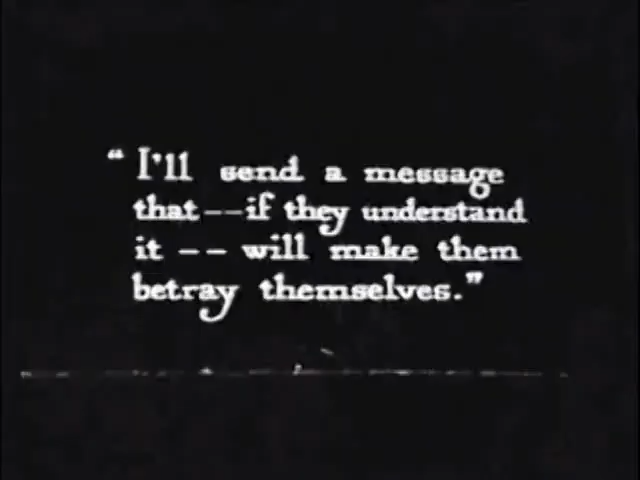 “I'll send a message
that--if they understand
it -- will make them
betray themselves.”